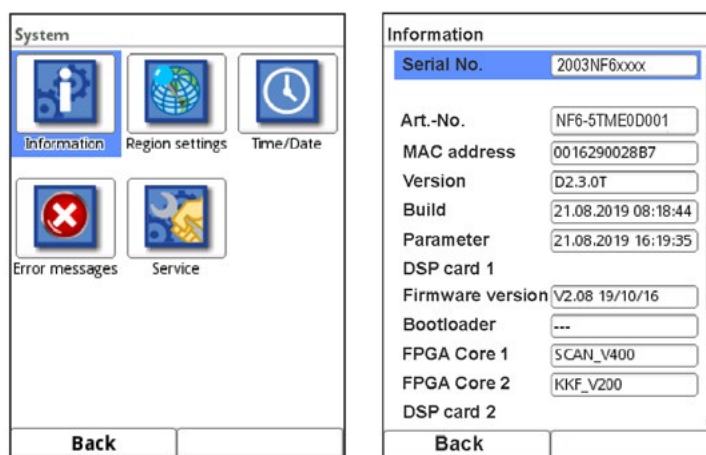 System
Information Region settings Time/Date
Error messages Service
Back
Information
Serial No. 2003NF6xxxx
Art.-No. NF6-5TME0D001
MAC address 0016290028B7
Version D2.3.0T
Build 21.08.2019 08:18:44
Parameter 21.08.2019 16:19:35
DSP card 1
Firmware version V2.08 19/10/16
Bootloader ---
FPGA Core 1 SCAN_V400
FPGA Core 2 KKF_V200
DSP card 2
Back